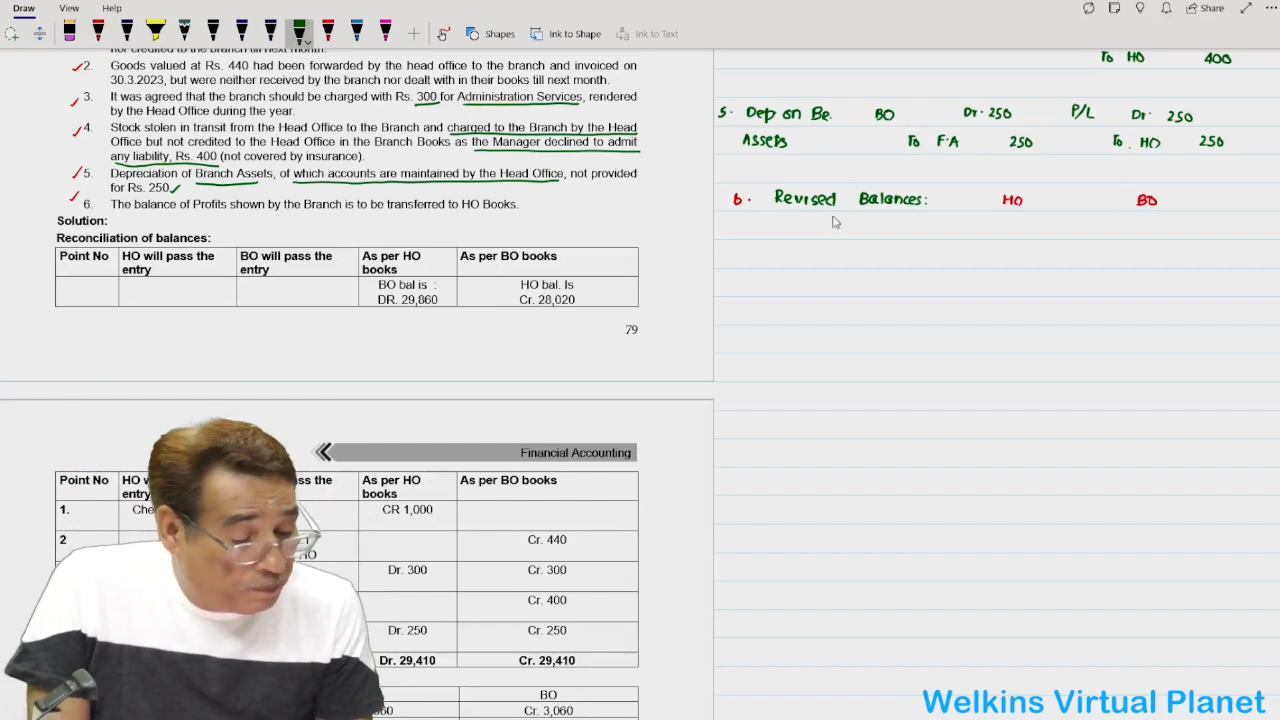 Draw View Help
Share
Shapes Ink to Shape Ink to Text
nor credited to the Branch till next month.
2. Goods valued at Rs. 440 had been forwarded by the head office to the branch and invoiced on
30.3.2023, but were neither received by the branch nor dealt with in their books till next month.
3. It was agreed that the branch should be charged with Rs. 300 for Administration Services, rendered
by the Head Office during the year.
4. Stock stolen in transit from the Head Office to the Branch and charged to the Branch by the Head
Office but not credited to the Head Office in the Branch Books as the Manager declined to admit
any liability, Rs. 400 (not covered by insurance).
5. Depreciation of Branch Assets, of which accounts are maintained by the Head Office, not provided
for Rs. 250
6. The balance of Profits shown by the Branch is to be transferred to HO Books.
Solution:
Reconciliation of balances:
Point No HO will pass the BO will pass the As per HO As per BO books
entry entry books
BO bal is : HO bal. Is
DR. 29,860 Cr. 28,020
79
Financial Accounting
Point No HO As per HO As per BO books
entry books
1. CR 1,000
2 Cr. 440
HO
Dr. 300 Cr. 300
Cr. 400
Dr. 250 Cr. 250
Dr. 29,410 Cr. 29,410
BO
Cr. 3,060
To HO 400
5. Dep on Be. BO Dr. 250 P/L Dr. 250
Assets To F.A 250 To. HO 250
6. Revised Balances: HO BO
Welkins Virtual Planet